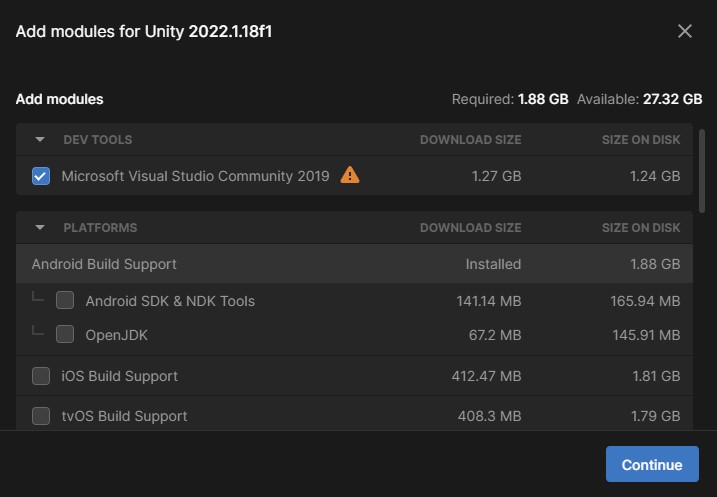 Add modules for Unity 2022.1.18f1
Add modules Required: 1.88 GB Available: 27.32 GB
DEV TOOLS DOWNLOAD SIZE SIZE ON DISK
Microsoft Visual Studio Community 2019 1.27 GB 1.24 GB
PLATFORMS DOWNLOAD SIZE SIZE ON DISK
Android Build Support Installed 1.88 GB
Android SDK & NDK Tools 141.14 MB 165.94 MB
OpenJDK 67.2 MB 145.91 MB
iOS Build Support 412.47 MB 1.81 GB
tvOS Build Support 408.3 MB 1.79 GB
Continue